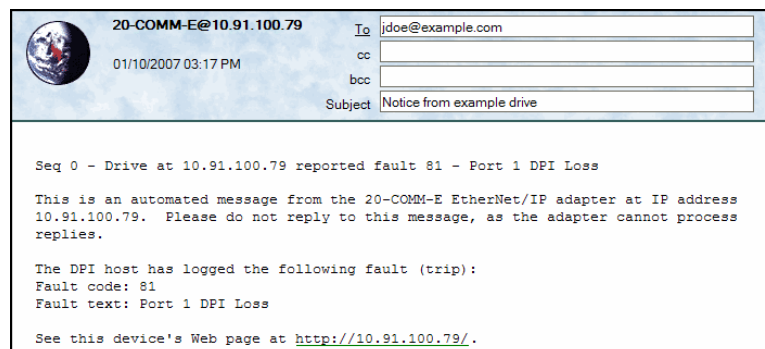 20-COMM-E@10.91.100.79
01/10/2007 03:17 PM
To jdoe@example.com
cc
bcc
Subject Notice from example drive
Seq 0 - Drive at 10.91.100.79 reported fault 81 - Port 1 DPI Loss
This is an automated message from the 20-COMM-E EtherNet/IP adapter at IP address
10.91.100.79.  Please do not reply to this message, as the adapter cannot process
replies.
The DPI host has logged the following fault (trip):
Fault code: 81
Fault text: Port 1 DPI Loss
See this device's Web page at http://10.91.100.79/.